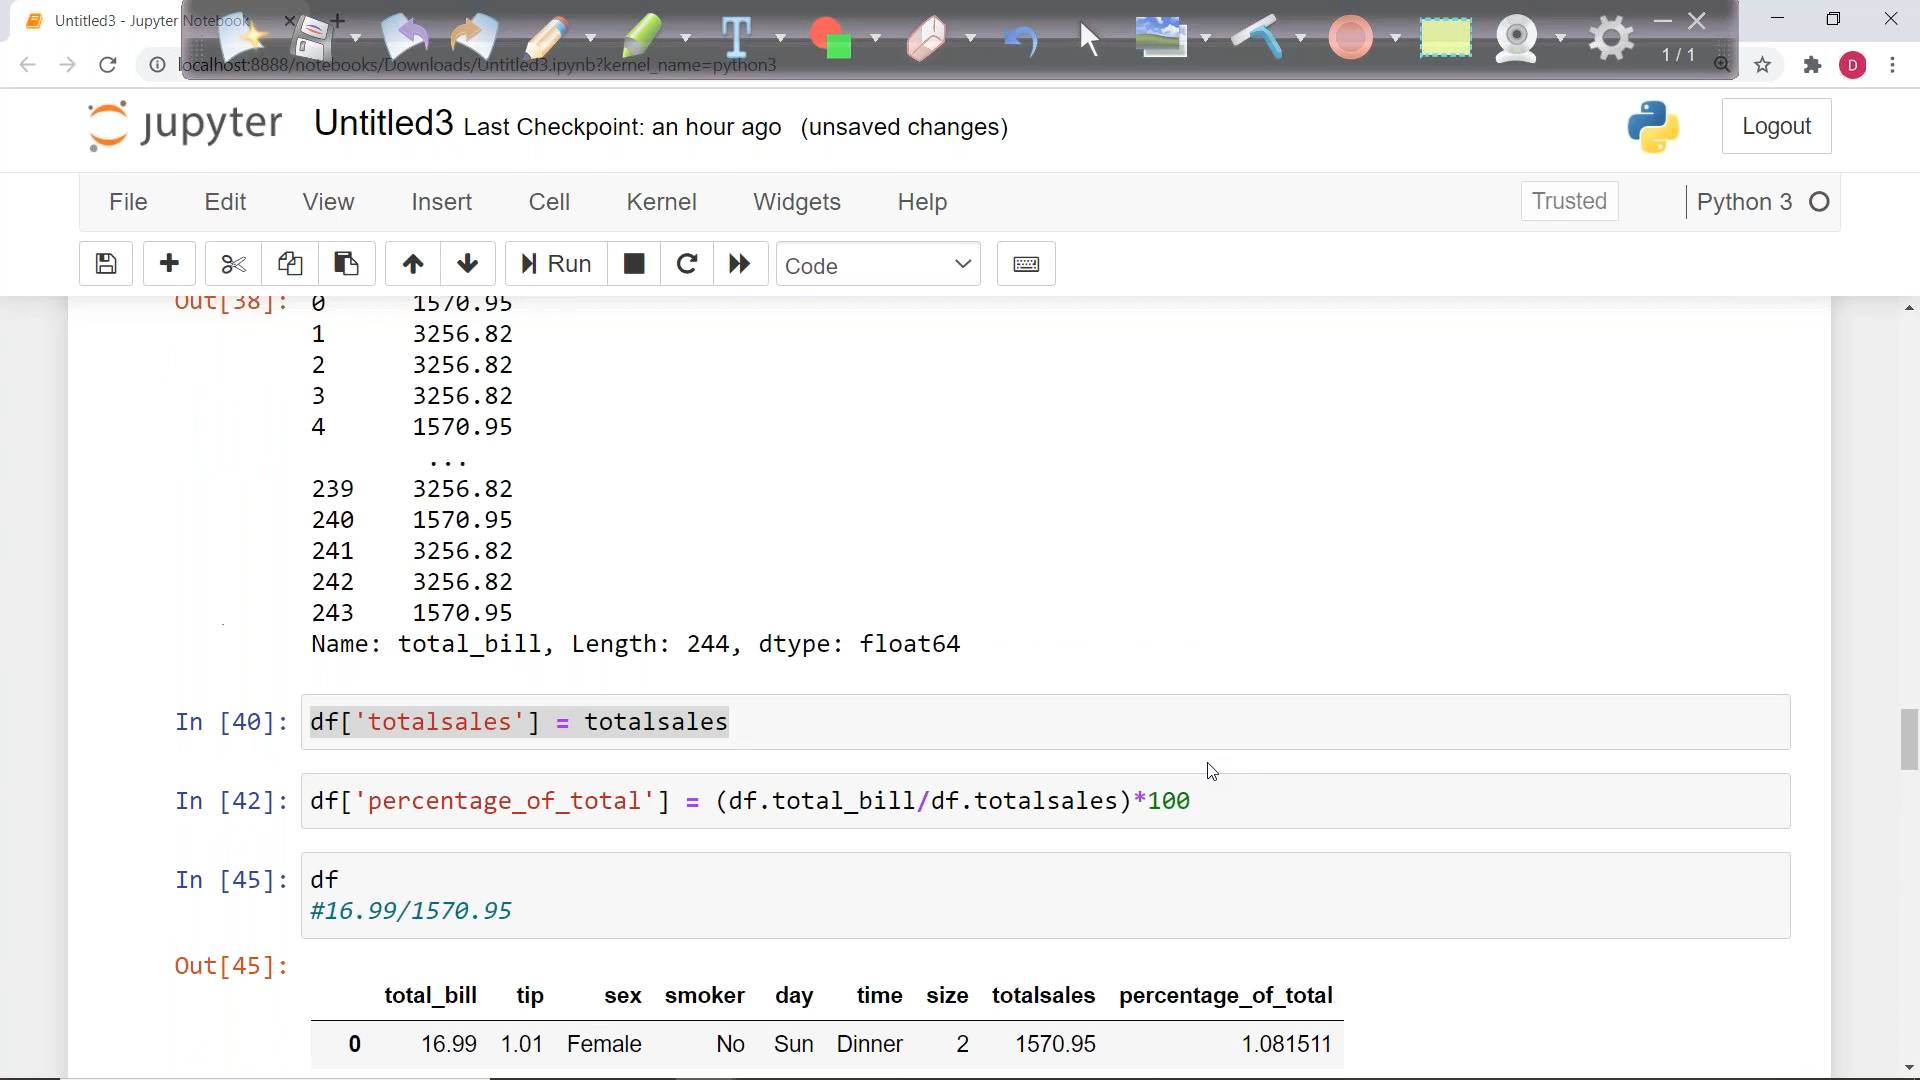 Untitled3 - Jupyter Notebook
localhost:8888/notebooks/Downloads/Untitled3.ipynb?kernel_name=python3
1/1
D
jupyter Untitled3 Last Checkpoint: an hour ago (unsaved changes)
Logout
File Edit View Insert Cell Kernel Widgets Help
Trusted
Python 3
Run
Code
Out[38]: 0 1570.95
1 3256.82
2 3256.82
3 3256.82
4 1570.95
...
239 3256.82
240 1570.95
241 3256.82
242 3256.82
243 1570.95
Name: total_bill, Length: 244, dtype: float64
In [40]: df['totalsales'] = totalsales
In [42]: df['percentage_of_total'] = (df.total_bill/df.totalsales)*100
In [45]: df
#16.99/1570.95
Out[45]:
total_bill tip sex smoker day time size totalsales percentage_of_total
0 16.99 1.01 Female No Sun Dinner 2 1570.95 1.081511